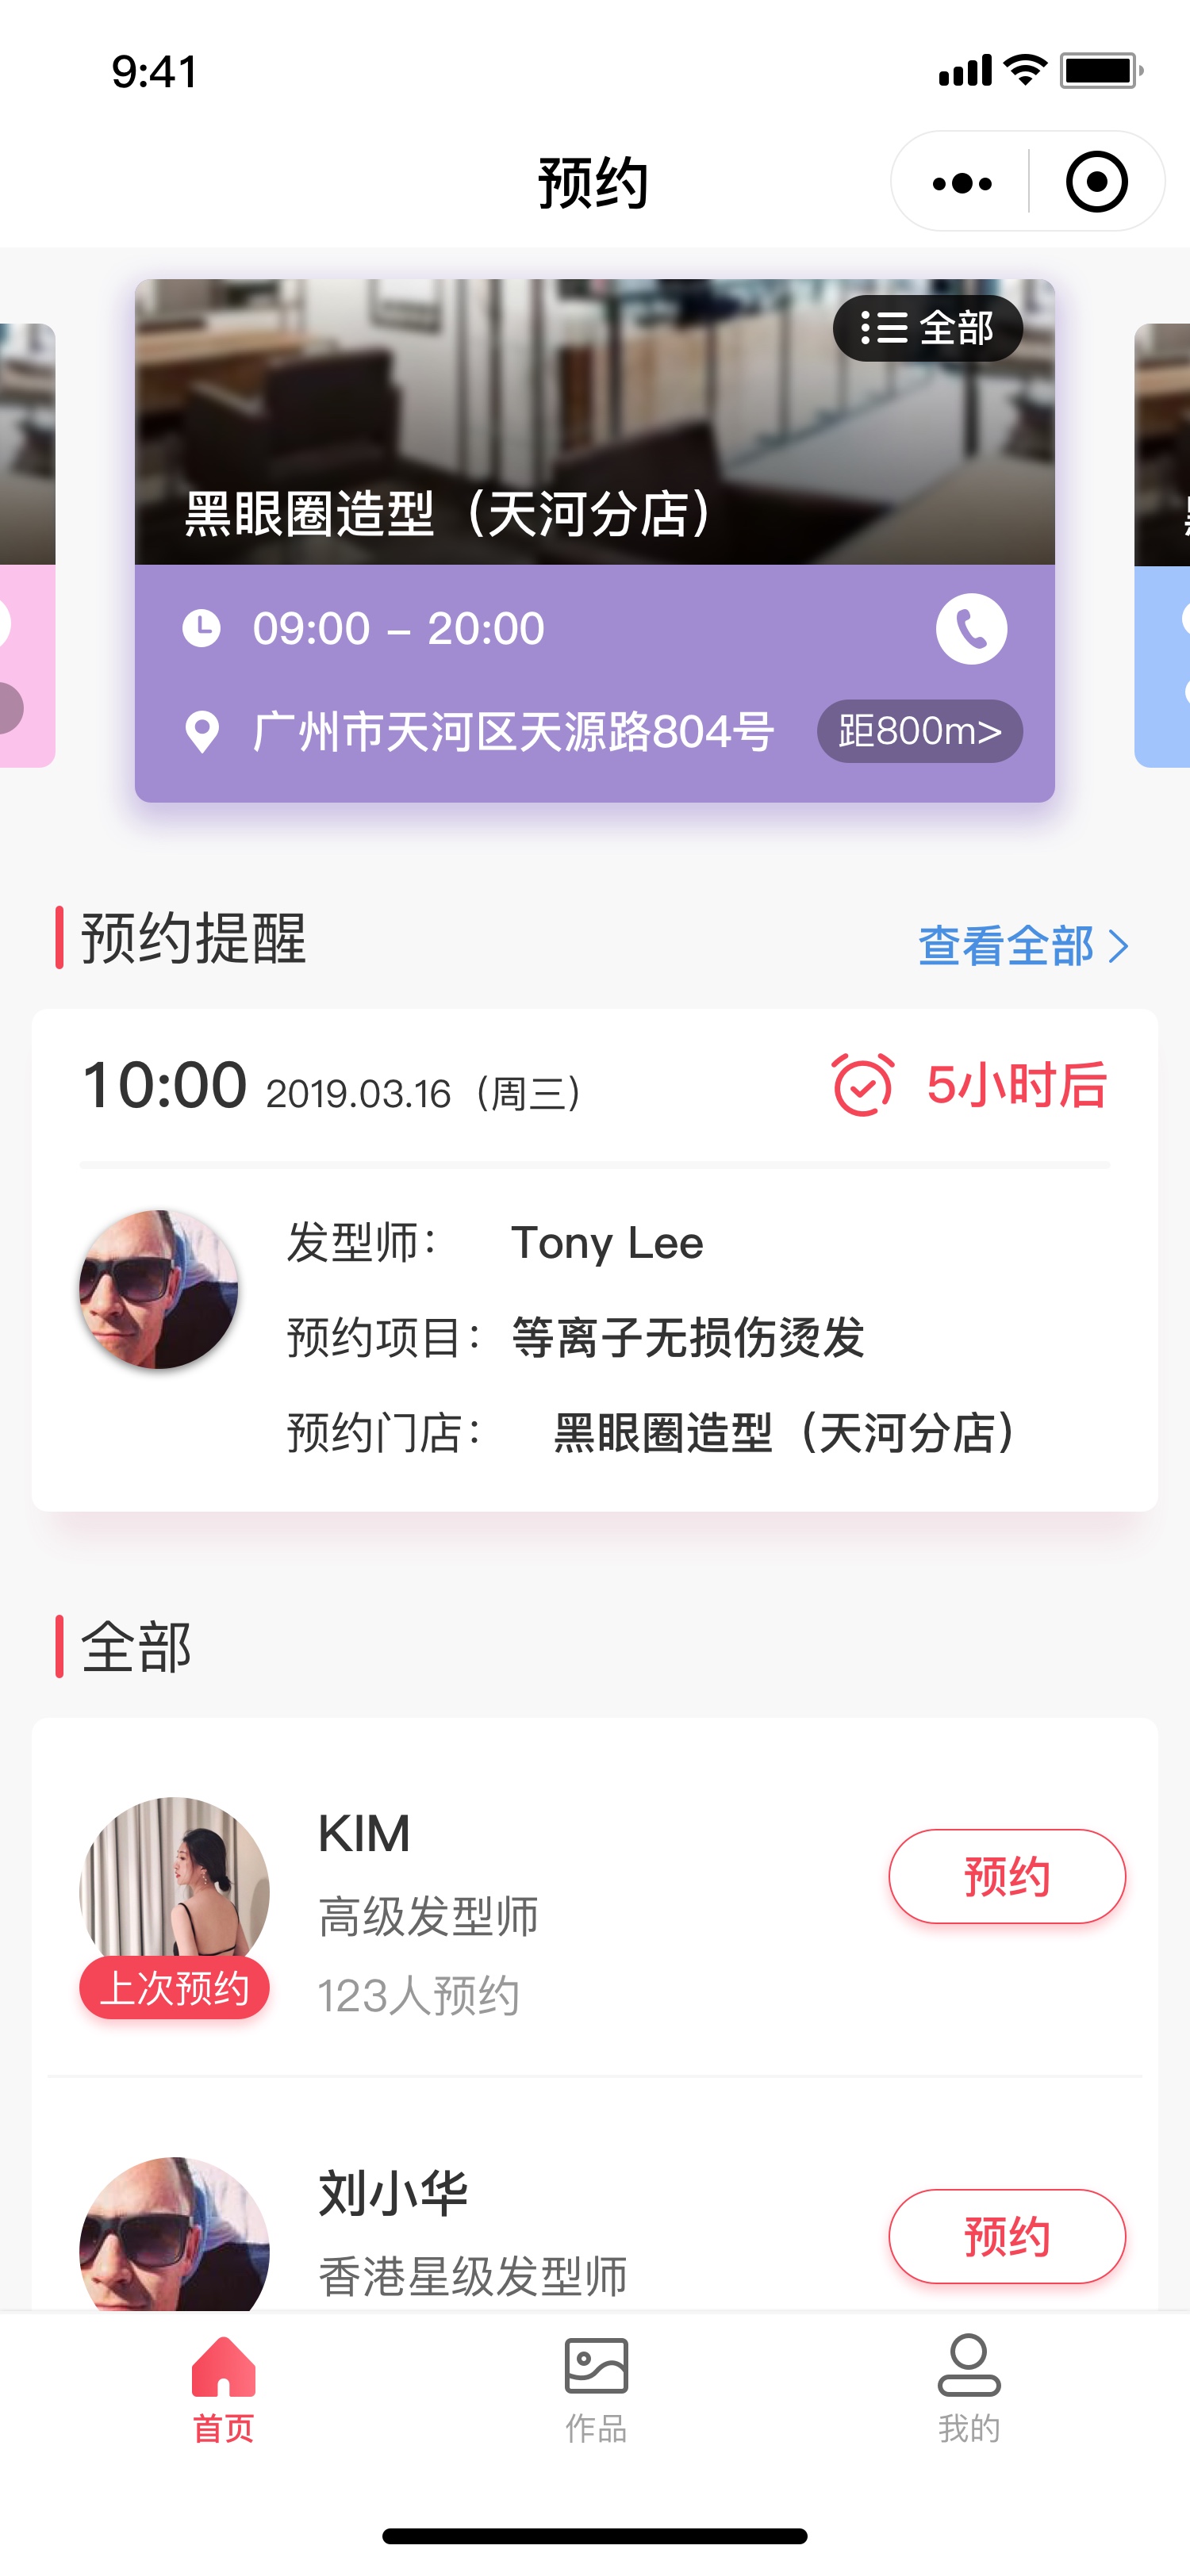 9:41
预约
全部
黑眼圈造型（天河分店）
09:00 – 20:00
广州市天河区天源路804号 距800m>
预约提醒 查看全部
10:00 2019.03.16（周三） 5小时后
发型师： Tony Lee
预约项目： 等离子无损伤烫发
预约门店： 黑眼圈造型（天河分店）
全部
KIM
高级发型师
预约
上次预约
123人预约
刘小华
香港星级发型师
预约
首页 作品 我的